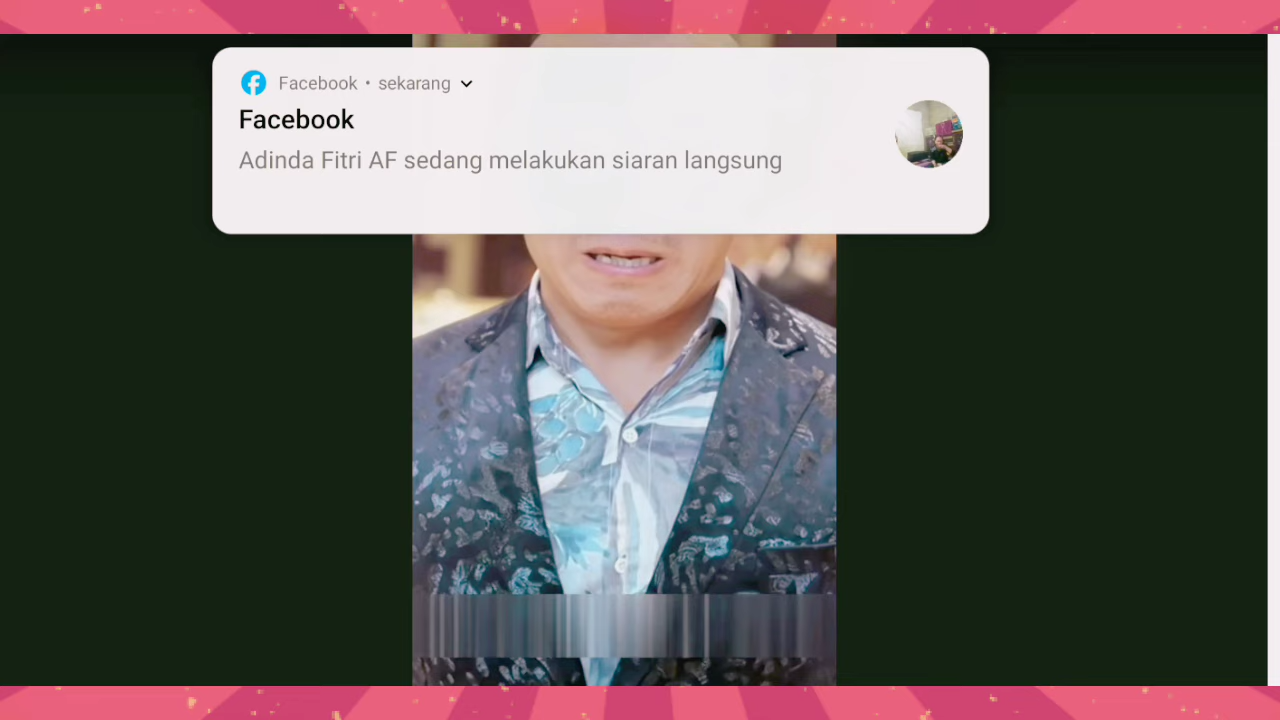 Facebook • sekarang
Facebook
Adinda Fitri AF sedang melakukan siaran langsung